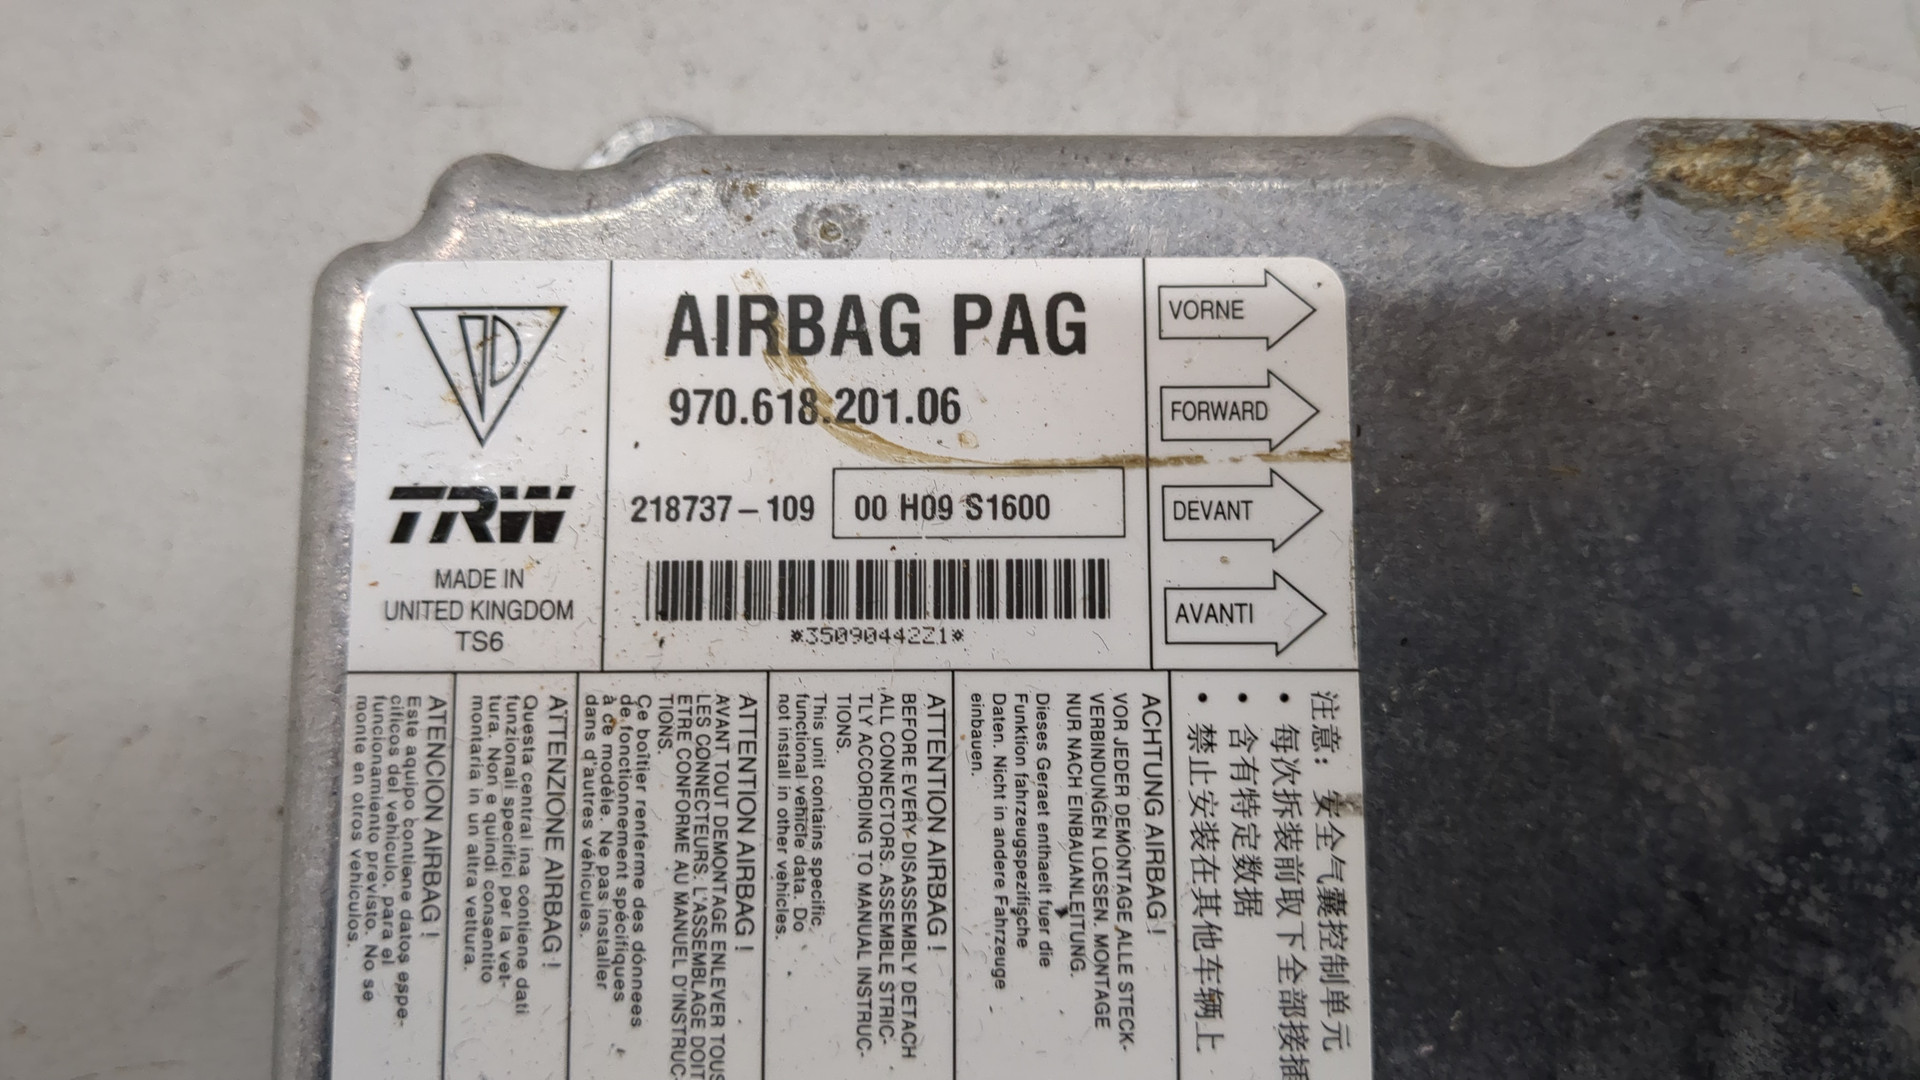 AIRBAG PAG
970.618.201.06
218737-109
00 H09 S1600
*35090442Z1*
TRW
MADE IN
UNITED KINGDOM
TS6
VORNE
FORWARD
DEVANT
AVANTI
注意：安全气囊控制单元
• 每次拆装前取下全部接插
• 含有特定数据
• 禁止安装在其他车辆上
ACHTUNG AIRBAG!
VOR JEDER DEMONTAGE ALLE STECK-
VERBINDUNGEN LOESEN. MONTAGE
NUR NACH EINBAUANLEITUNG.
Dieses Geraet enthaelt fuer die
Funktion fahrzeugspezifische
Daten. Nicht in andere Fahrzeuge
einbauen.
ATTENTION AIRBAG!
BEFORE EVERY DISASSEMBLY DETACH
ALL CONNECTORS. ASSEMBLE STRIC-
TLY ACCORDING TO MANUAL INSTRUC-
TIONS.
This unit contains specific,
functional vehicle data. Do
not install in other vehicles.
ATTENTION AIRBAG!
AVANT TOUT DEMONTAGE ENLEVER TOUS
LES CONNECTEURS. L'ASSEMBLAGE DOIT
ETRE CONFORME AU MANUEL D'INSTRUC-
TIONS.
Ce boîtier renferme des dónnees
de fonctionnement spécifiques
à ce modéle. Ne pas installer
dans d'autres véhicules.
ATTENZIONE AIRBAG!
Questa central ina contiene dati
funzionali specifici per la vet-
tura. Non e quindi consentito
montaria in un altra vettura.
ATENCION AIRBAG!
Este aquipo contiene datos espe-
cificos del vehiculo, para el
funcionamiento previsto. No se
monte en otros vehiculos.